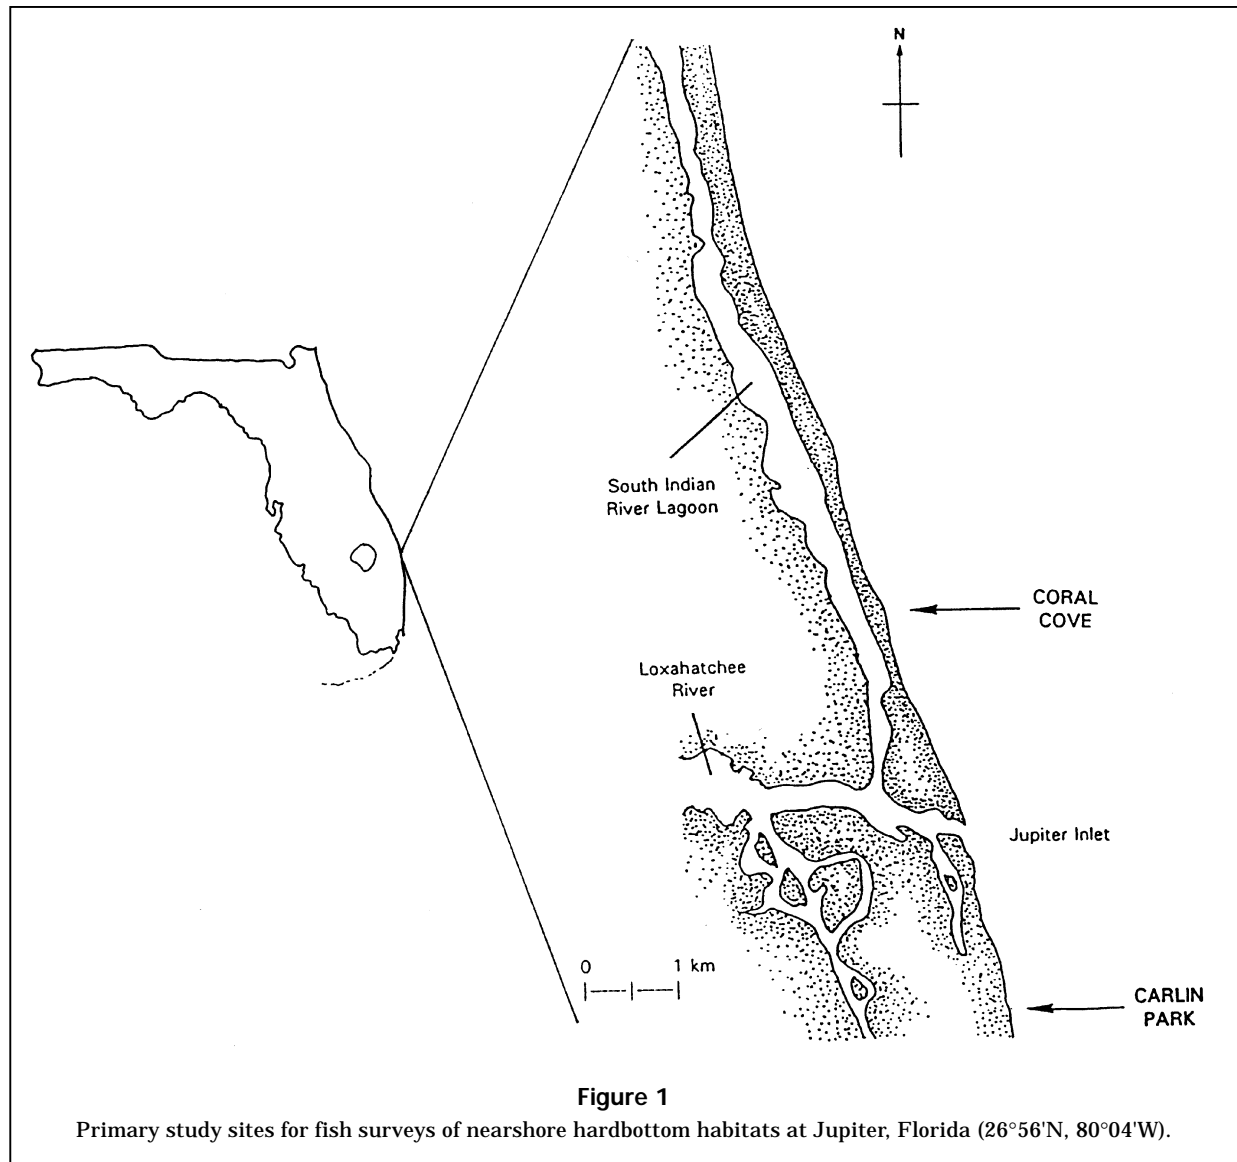 N
South Indian
River Lagoon
CORAL
COVE
Loxahatchee
River
Jupiter Inlet
0 1 km
CARLIN
PARK
Figure 1
Primary study sites for fish surveys of nearshore hardbottom habitats at Jupiter, Florida (26°56'N, 80°04'W).